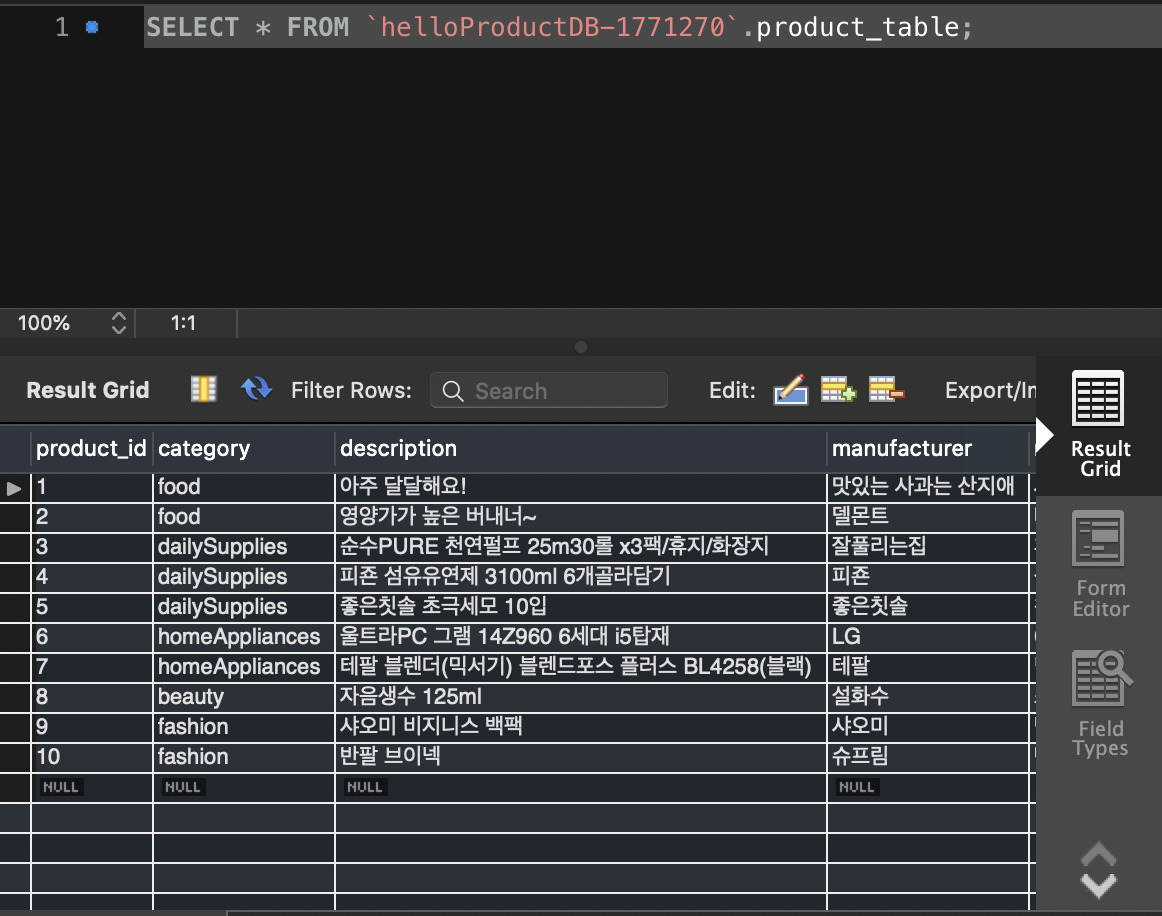 1 SELECT * FROM `helloProductDB-1771270`.product_table;
100% 1:1
Result Grid Filter Rows: Search Edit: Export/Im
product_id category description manufacturer
1 food 아주 달달해요! 맛있는 사과는 산지애
2 food 영양가가 높은 버내너~ 델몬트
3 dailySupplies 순수PURE 천연펄프 25m30롤 x3팩/휴지/화장지 잘풀리는집
4 dailySupplies 피죤 섬유유연제 3100ml 6개골라담기 피죤
5 dailySupplies 좋은칫솔 초극세모 10입 좋은칫솔
6 homeAppliances 울트라PC 그램 14Z960 6세대 i5탑재 LG
7 homeAppliances 테팔 블렌더(믹서기) 블렌드포스 플러스 BL4258(블랙) 테팔
8 beauty 자음생수 125ml 설화수
9 fashion 샤오미 비지니스 백팩 샤오미
10 fashion 반팔 브이넥 슈프림
NULL NULL NULL NULL
Result
Grid
Form
Editor
Field
Types